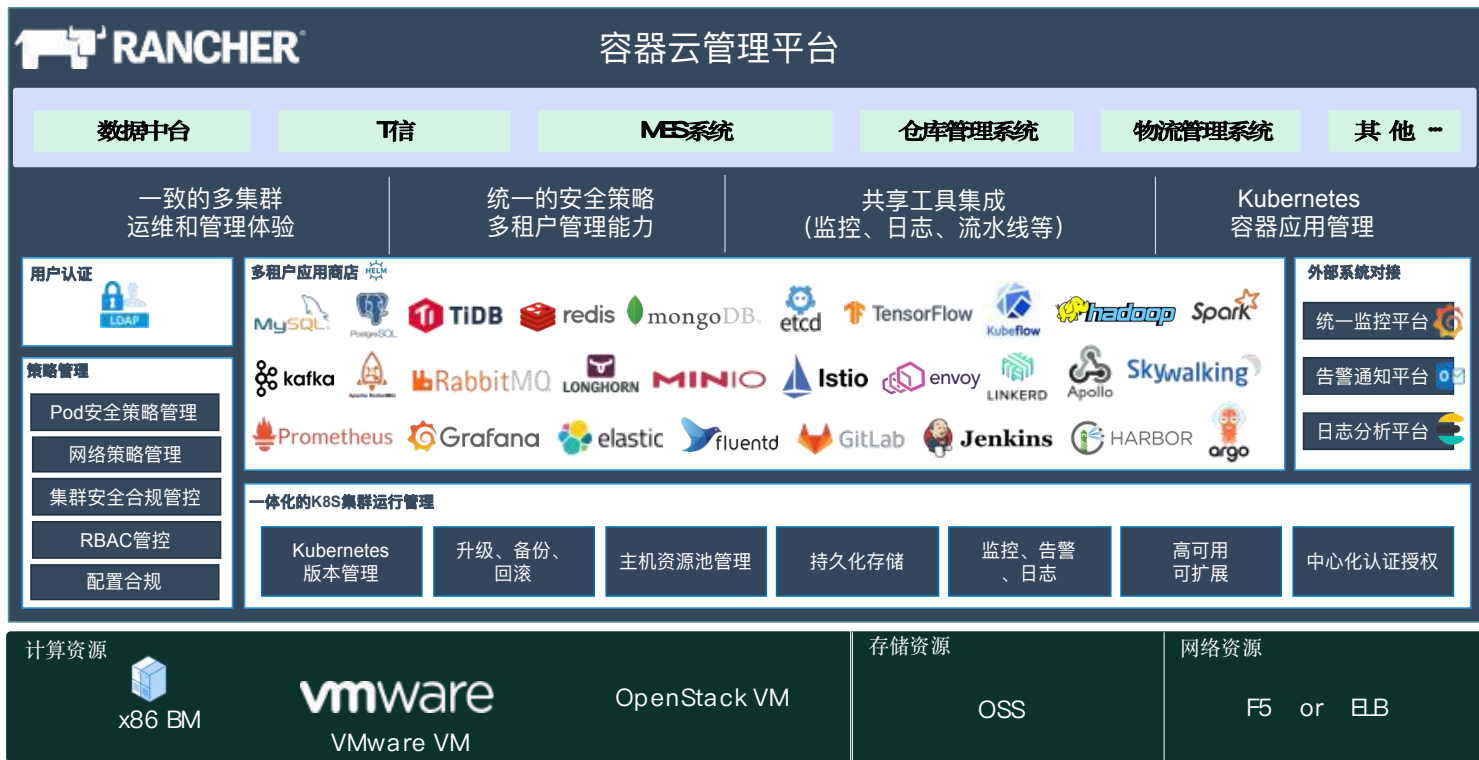 RANCHER
容器云管理平台
数据中台
T信
MES系统
仓库管理系统
物流管理系统
其他…
一致的多集群
运维和管理体验
统一的安全策略
多租户管理能力
共享工具集成
（监控、日志、流水线等）
Kubernetes
容器应用管理
用户认证
LDAP
策略管理
Pod安全策略管理
网络策略管理
集群安全合规管控
RBAC管控
配置合规
多租户应用商店
HELM
MySQL
PostgreSQL
TiDB
redis
mongoDB.
etcd
TensorFlow
Kubeflow
hadoop
Spark
kafka
Apache RocketMQ
RabbitMQ
LONGHORN
MINIO
Istio
envoy
LINKERD
Apollo
Skywalking
Prometheus
Grafana
elastic
fluentd
GitLab
Jenkins
HARBOR
argo
外部系统对接
统一监控平台
告警通知平台
日志分析平台
一体化的K8S集群运行管理
Kubernetes
版本管理
升级、备份、
回滚
主机资源池管理
持久化存储
监控、告警
、日志
高可用
可扩展
中心化认证授权
计算资源
x86 BM
vmware
VMware VM
OpenStack VM
存储资源
OSS
网络资源
F5 or ELB